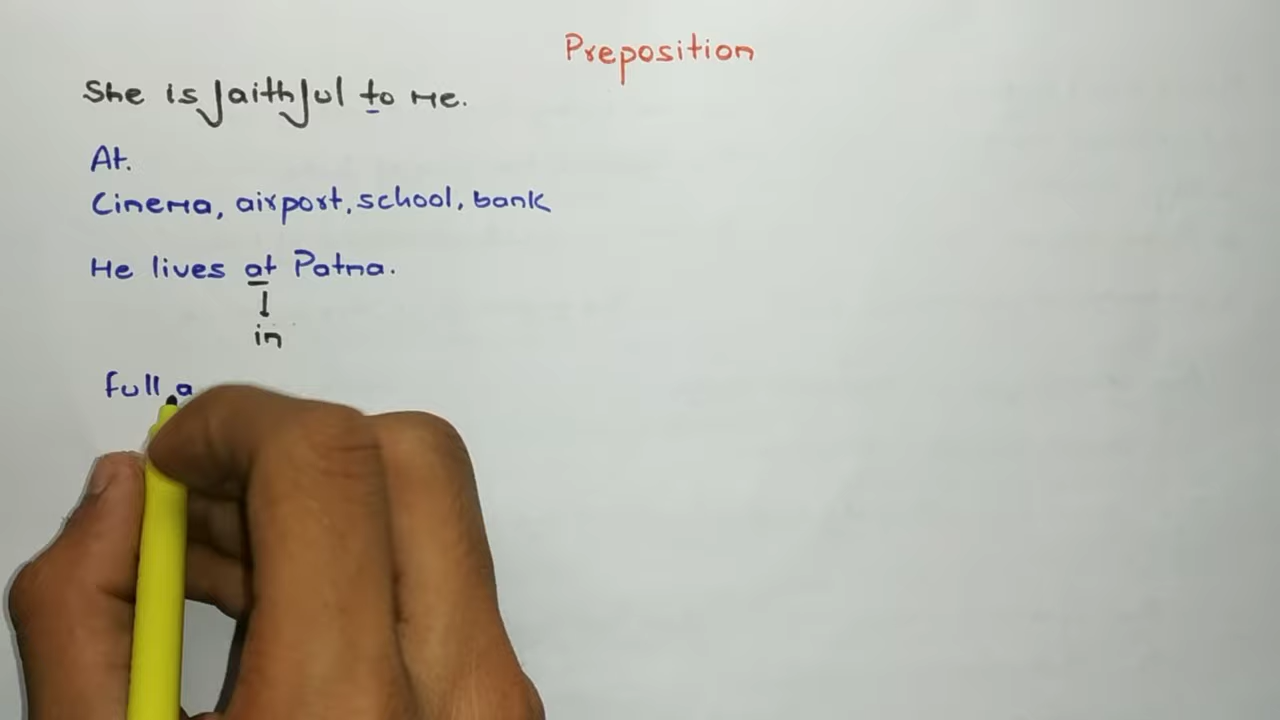 Preposition
She is faithful to me.
At.
Cinema, airport, school, bank
He lives at Patna.
in
full a